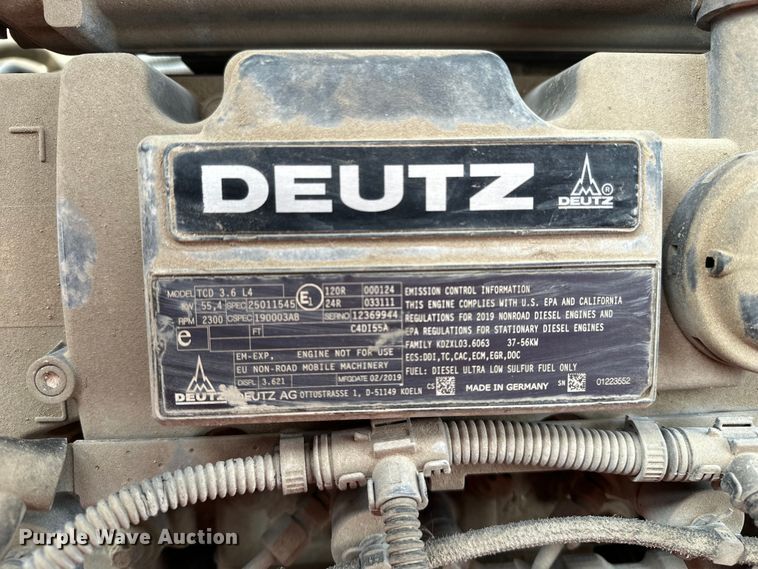 DEUTZ
DEUTZ ®
MODEL TCD 3.6 L4
KW 55,4 SPEC 25011545
RPM 2300 CSPEC 190003AB
E1
120R 000124
24R 033111
SERNO 12369944
e FT C4DI55A
EM-EXP. ENGINE NOT FOR USE
EU NON-ROAD MOBILE MACHINERY
DISPL 3.621 MFGDATE 02/2019
EMISSION CONTROL INFORMATION
THIS ENGINE COMPLIES WITH U.S. EPA AND CALIFORNIA
REGULATIONS FOR 2019 NONROAD DIESEL ENGINES AND
EPA REGULATIONS FOR STATIONARY DIESEL ENGINES
FAMILY KDZXL03.6063 37-56KW
ECS:DDI,TC,CAC,ECM,EGR,DOC
FUEL: DIESEL ULTRA LOW SULFUR FUEL ONLY
DEUTZ DEUTZ AG OTTOSTRASSE 1, D-51149 KOELN CS MADE IN GERMANY SN 01223552
Purple Wave Auction